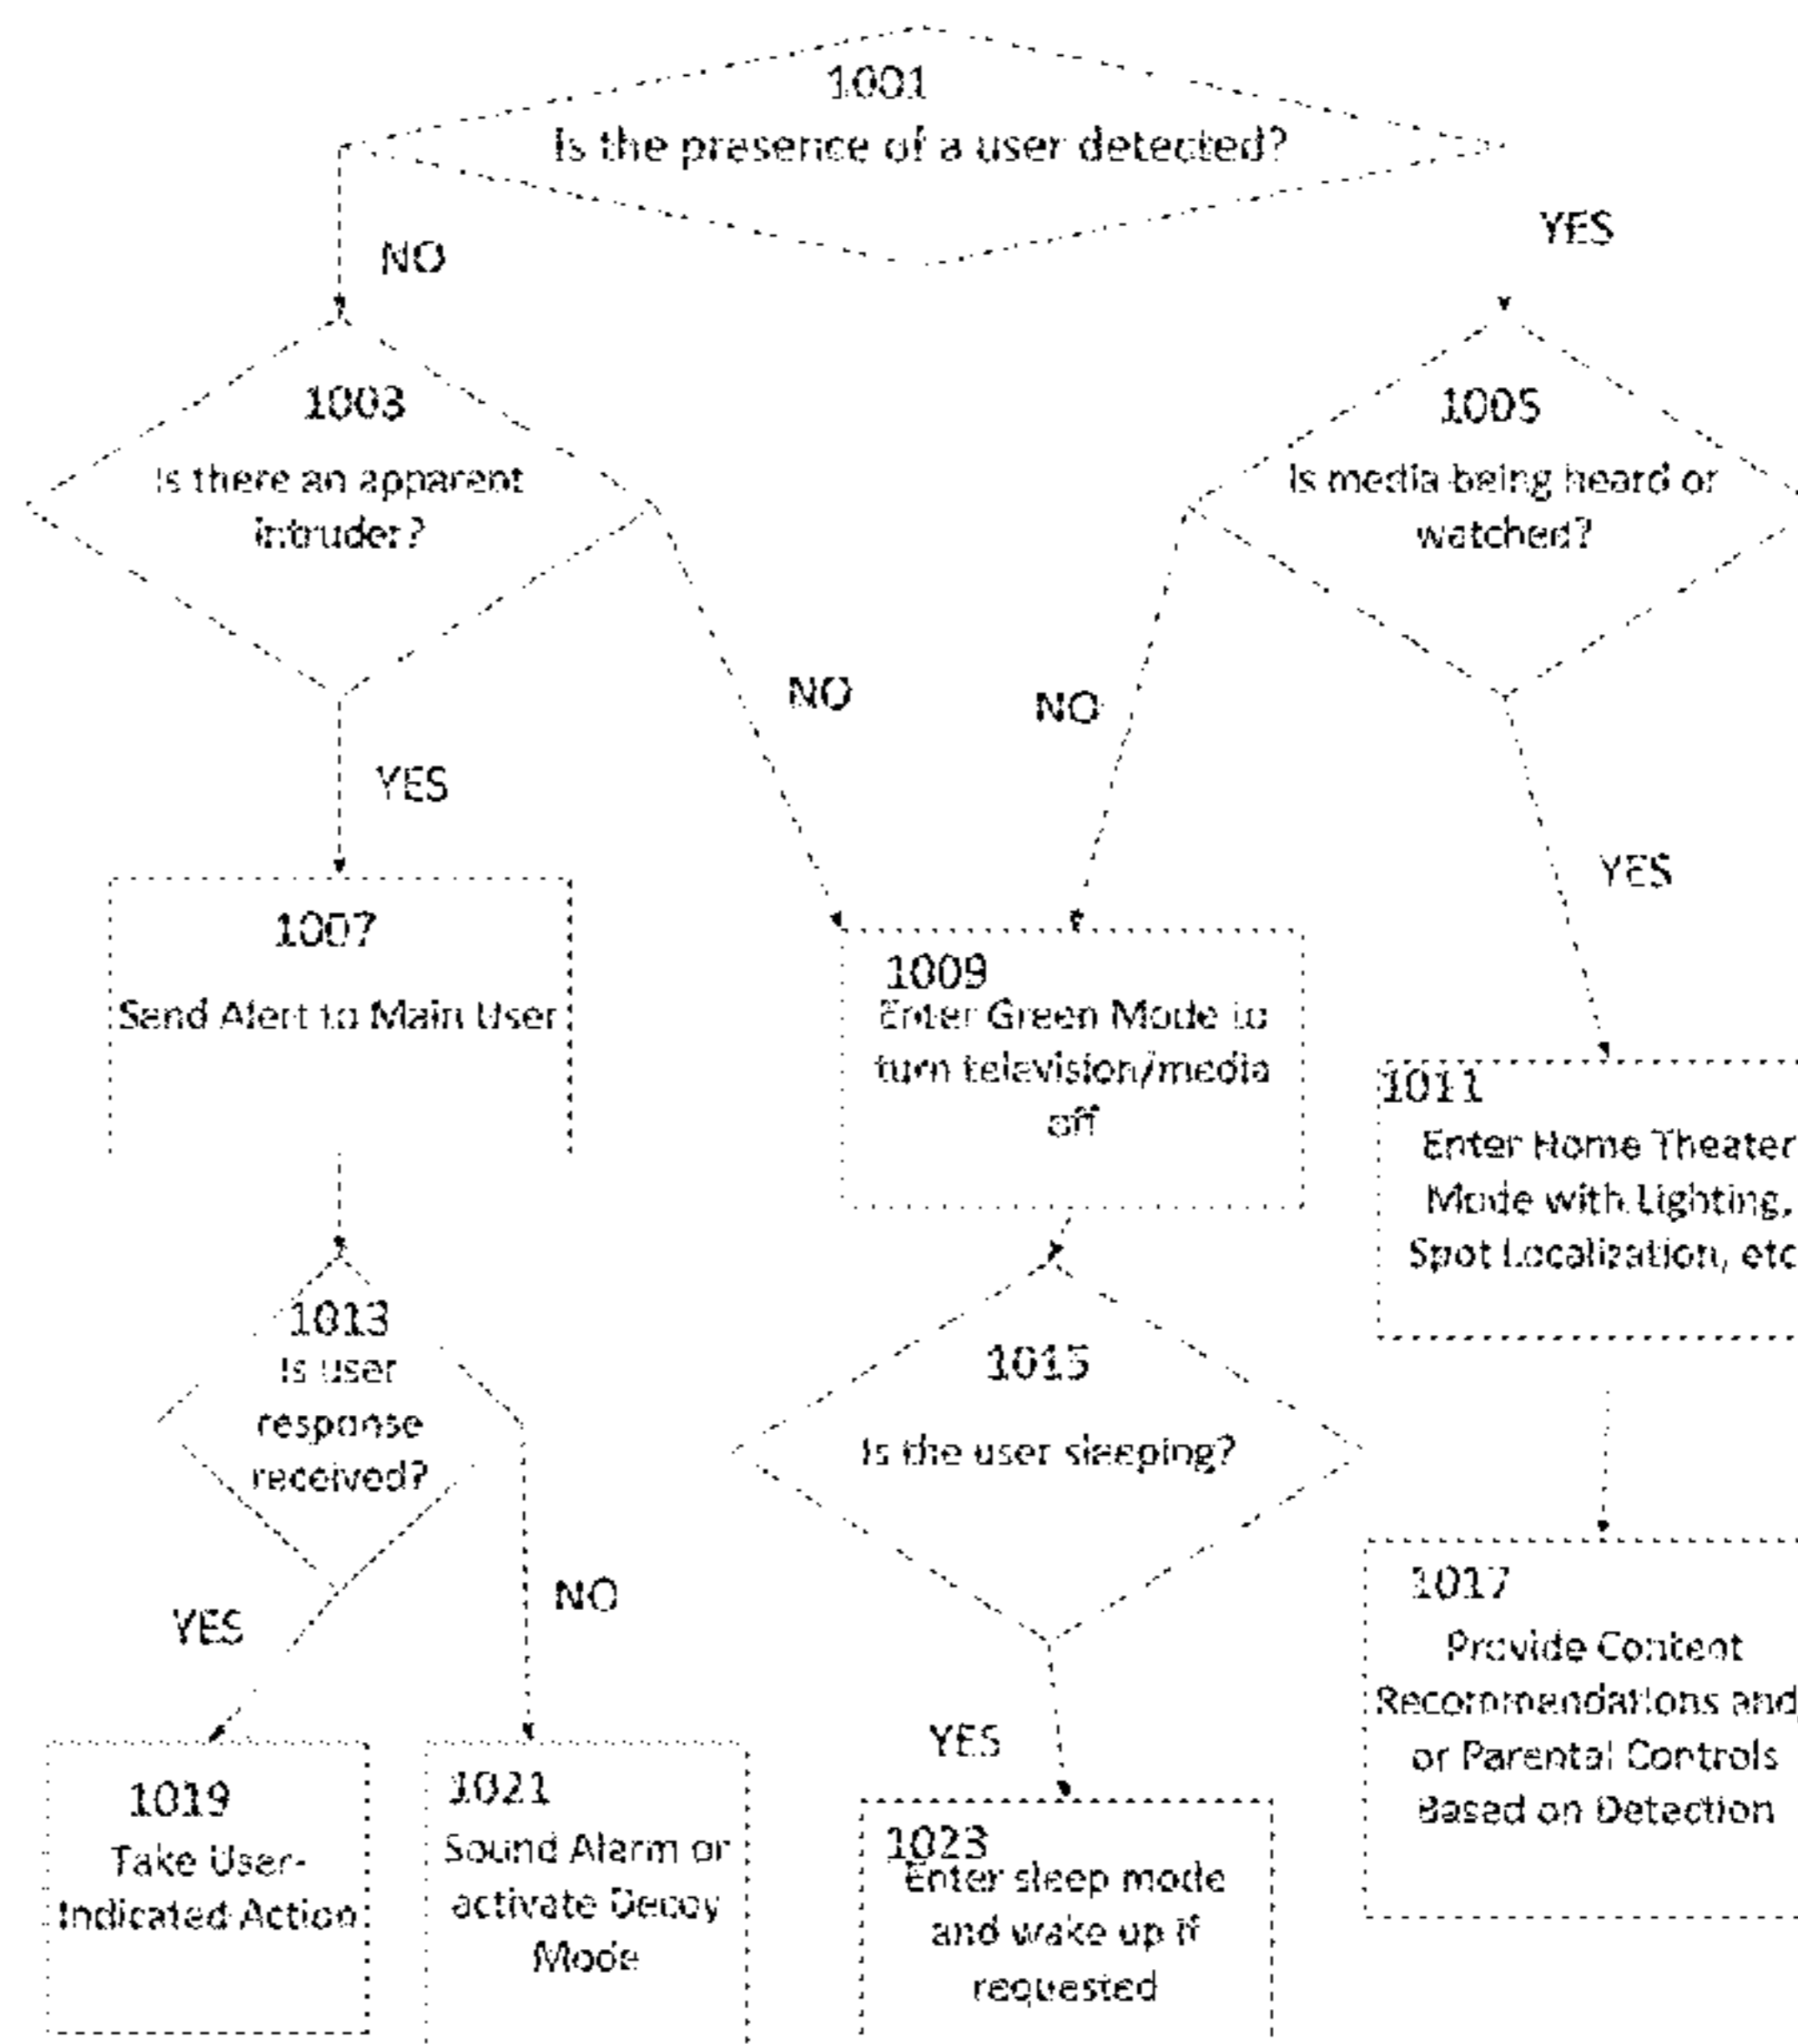 1001
Is the presence of a user detected?
NO
YES
1003
Is there an apparent
intruder?
1005
Is media being heard or
watched?
NO
NO
YES
YES
1007
Send Alert to Main User
1009
Enter Green Mode to
turn television/media
off
1011
Enter Home Theater
Mode with Lighting,
Spot Localization, etc
1013
Is user
response
received?
1015
Is the user sleeping?
YES
NO
YES
1017
Provide Content
Recommendations and/
or Parental Controls
Based on Detection
1019
Take User-
Indicated Action
1021
Sound Alarm or
activate Decoy
Mode
1023
Enter sleep mode
and wake up if
requested